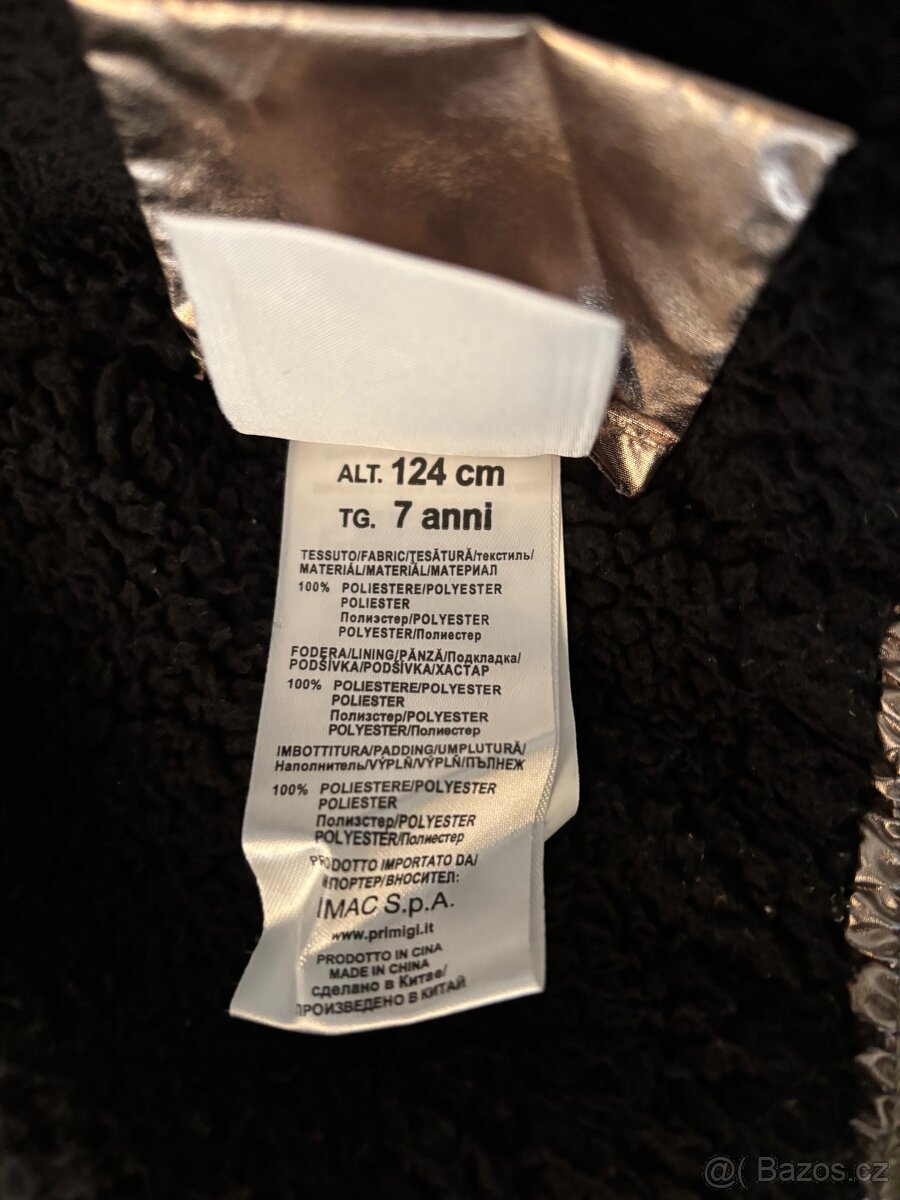 ALT. 124 cm
TG. 7 anni
TESSUTO/FABRIC/ȚESĂTURĂ/текстиль/
MATERIÁL/MATERIÁL/МАТЕРИАЛ
100% POLIESTERE/POLYESTER
POLIESTER
Полиэстер/POLYESTER
POLYESTER/Полиестер
FODERA/LINING/PÂNZĂ/Подкладка/
PODŠÍVKA/PODŠÍVKA/ХАСТАР
100% POLIESTERE/POLYESTER
POLIESTER
Полиэстер/POLYESTER
POLYESTER/Полиестер
IMBOTTITURA/PADDING/UMPLUTURĂ/
Наполнитель/VÝPLŇ/VÝPLŇ/ПЪЛНЕЖ
100% POLIESTERE/POLYESTER
POLIESTER
Полиэстер/POLYESTER
POLYESTER/Полиестер
PRODOTTO IMPORTATO DA/
ИМПОРТЕР/ВНОСИТЕЛ:
IMAC S.p.A.
www.primigi.it
PRODOTTO IN CINA
MADE IN CHINA
сделано в Китае/
ПРОИЗВЕДЕНО В КИТАЙ
@( Bazos.cz